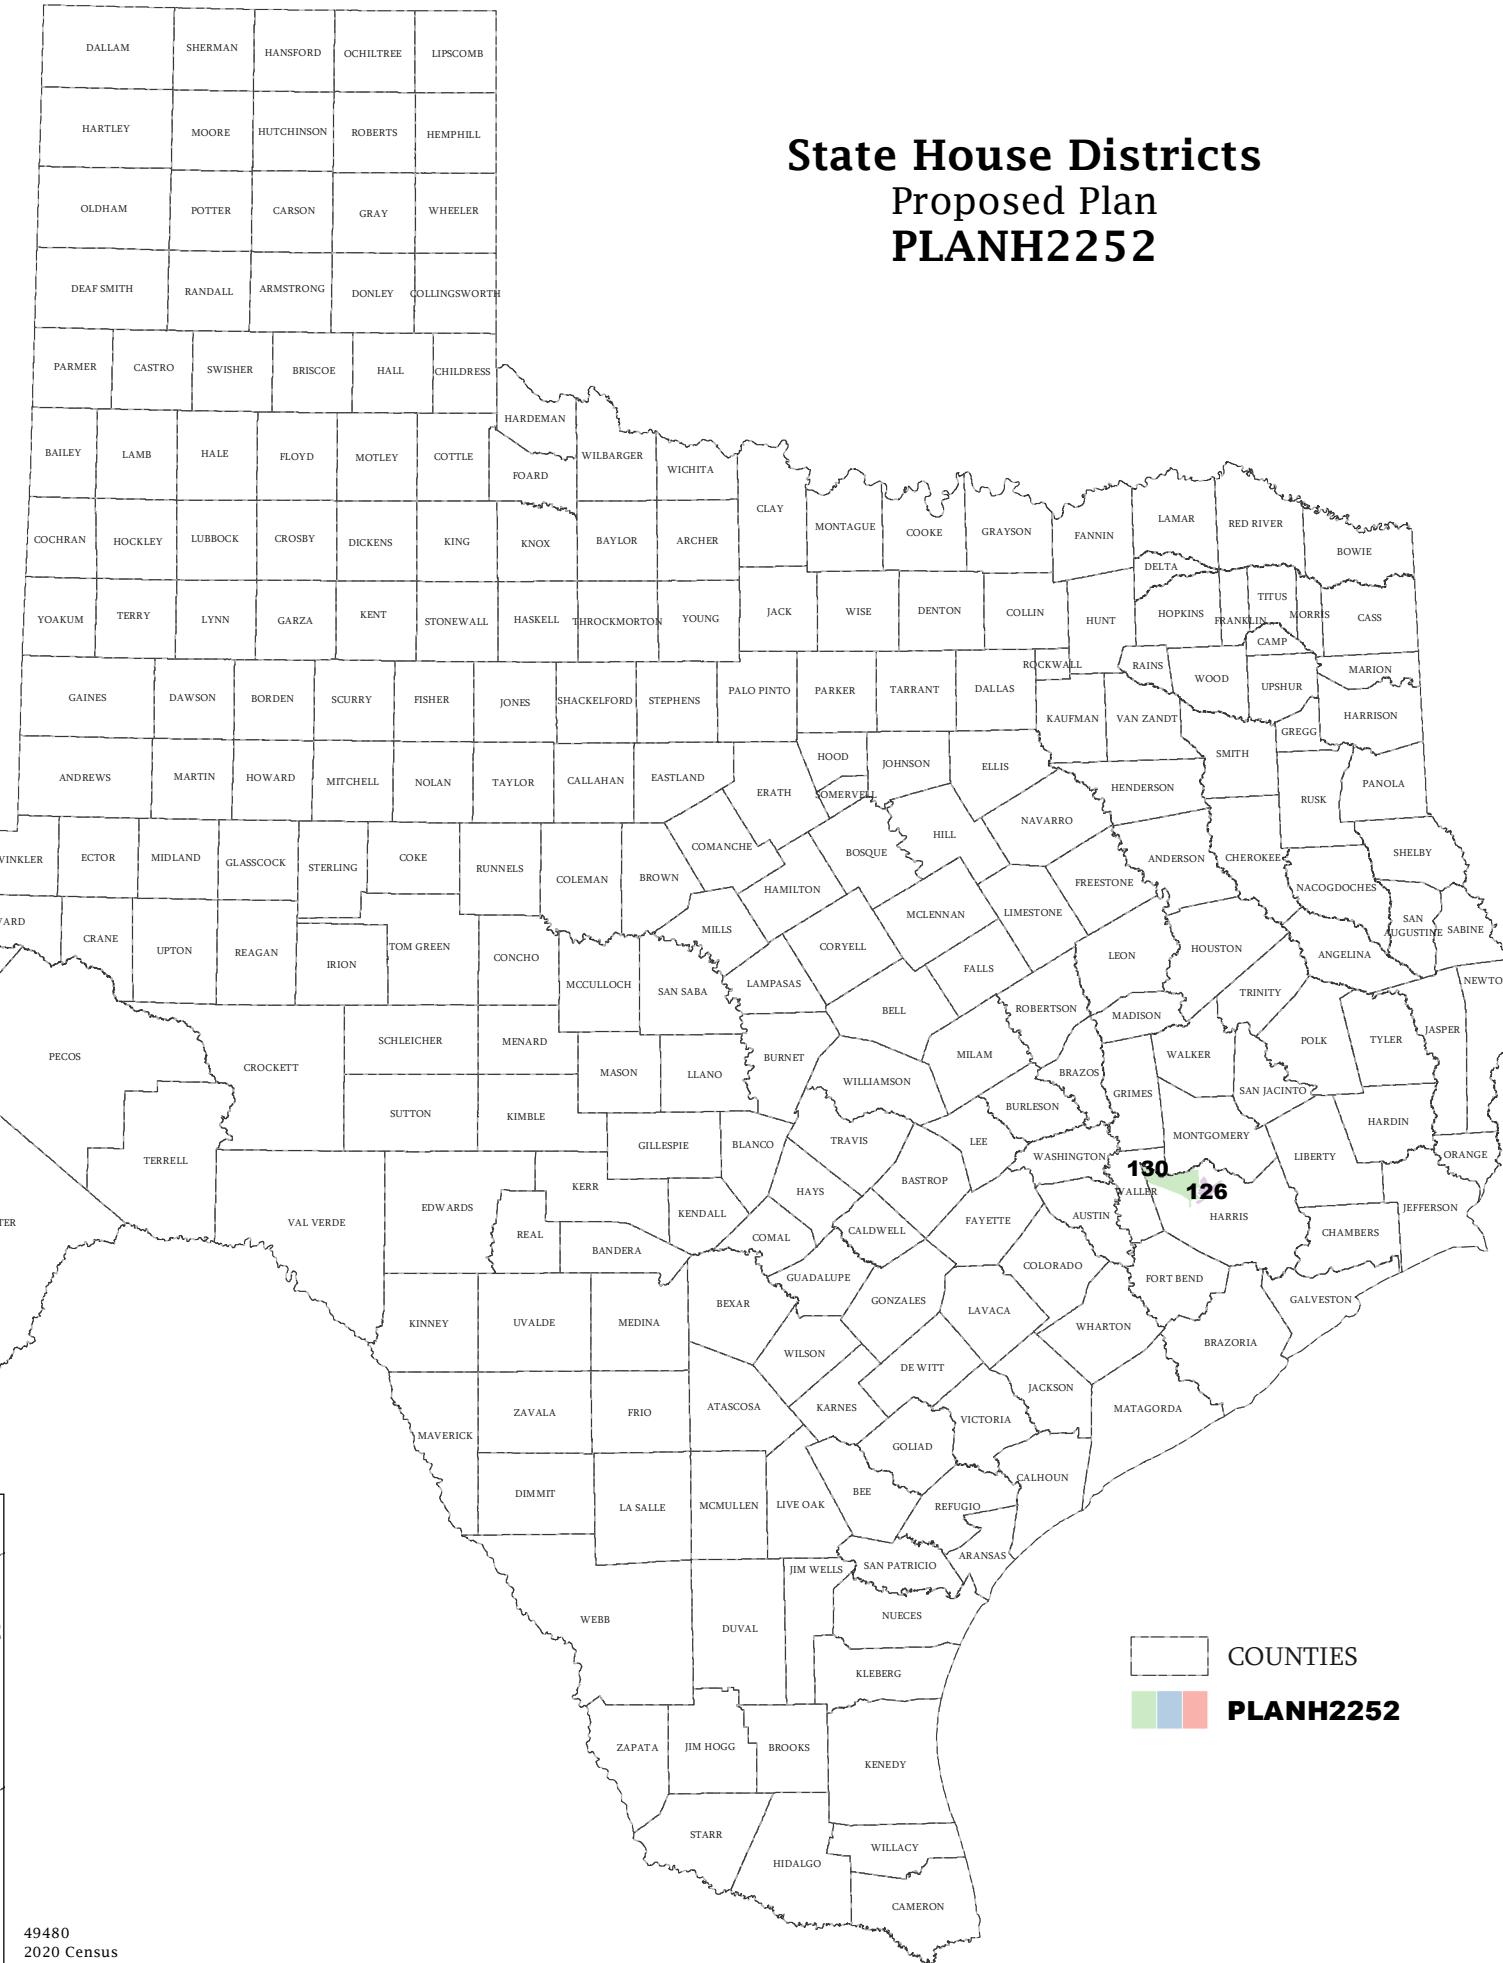 State House Districts
Proposed Plan
PLANH2252
DALLAM
SHERMAN
HANSFORD
OCHILTREE
LIPSCOMB
HARTLEY
MOORE
HUTCHINSON
ROBERTS
HEMPHILL
OLDHAM
POTTER
CARSON
GRAY
WHEELER
DEAF SMITH
RANDALL
ARMSTRONG
DONLEY
COLLINGSWORTH
PARMER
CASTRO
SWISHER
BRISCOE
HALL
CHILDRESS
HARDEMAN
BAILEY
LAMB
HALE
FLOYD
MOTLEY
COTTLE
FOARD
WILBARGER
WICHITA
CLAY
MONTAGUE
COOKE
GRAYSON
FANNIN
LAMAR
RED RIVER
BOWIE
COCHRAN
HOCKLEY
LUBBOCK
CROSBY
DICKENS
KING
KNOX
BAYLOR
ARCHER
DELTA
YOAKUM
TERRY
LYNN
GARZA
KENT
STONEWALL
HASKELL
THROCKMORTON
YOUNG
JACK
WISE
DENTON
COLLIN
HUNT
HOPKINS
FRANKLIN
TITUS
MORRIS
CASS
CAMP
GAINES
DAWSON
BORDEN
SCURRY
FISHER
JONES
SHACKELFORD
STEPHENS
PALO PINTO
PARKER
TARRANT
DALLAS
ROCKWALL
RAINS
WOOD
UPSHUR
MARION
KAUFMAN
VAN ZANDT
GREGG
HARRISON
ANDREWS
MARTIN
HOWARD
MITCHELL
NOLAN
TAYLOR
CALLAHAN
EASTLAND
ERATH
HOOD
SOMERVELL
JOHNSON
ELLIS
HENDERSON
SMITH
RUSK
PANOLA
WINKLER
ECTOR
MIDLAND
GLASSCOCK
STERLING
COKE
RUNNELS
COLEMAN
BROWN
COMANCHE
HAMILTON
BOSQUE
HILL
NAVARRO
FREESTONE
ANDERSON
CHEROKEE
NACOGDOCHES
SHELBY
WARD
CRANE
UPTON
REAGAN
IRION
TOM GREEN
CONCHO
MCCULLOCH
SAN SABA
MILLS
LAMPASAS
CORYELL
MCLENNAN
LIMESTONE
FALLS
LEON
HOUSTON
ANGELINA
SAN
AUGUSTINE
SABINE
NEWTO
PECOS
CROCKETT
SCHLEICHER
MENARD
MASON
LLANO
BURNET
BELL
MILAM
ROBERTSON
MADISON
TRINITY
POLK
TYLER
JASPER
TERRELL
SUTTON
KIMBLE
GILLESPIE
BLANCO
WILLIAMSON
TRAVIS
LEE
BURLESON
BRAZOS
GRIMES
WALKER
SAN JACINTO
MONTGOMERY
LIBERTY
HARDIN
ORANGE
TER
VAL VERDE
EDWARDS
KERR
REAL
BANDERA
KENDALL
HAYS
COMAL
CALDWELL
BASTROP
FAYETTE
WASHINGTON
AUSTIN
WALLER
130
126
HARRIS
CHAMBERS
JEFFERSON
KINNEY
UVALDE
MEDINA
BEXAR
GUADALUPE
GONZALES
LAVACA
COLORADO
FORT BEND
GALVESTON
WILSON
DE WITT
WHARTON
BRAZORIA
MAVERICK
ZAVALA
FRIO
ATASCOSA
KARNES
GOLIAD
VICTORIA
JACKSON
MATAGORDA
DIMMIT
LA SALLE
MCMULLEN
LIVE OAK
BEE
REFUGIO
CALHOUN
WEBB
DUVAL
JIM WELLS
SAN PATRICIO
ARANSAS
NUECES
KLEBERG
ZAPATA
JIM HOGG
BROOKS
KENEDY
STARR
HIDALGO
WILLACY
CAMERON
COUNTIES
PLANH2252
49480
2020 Census